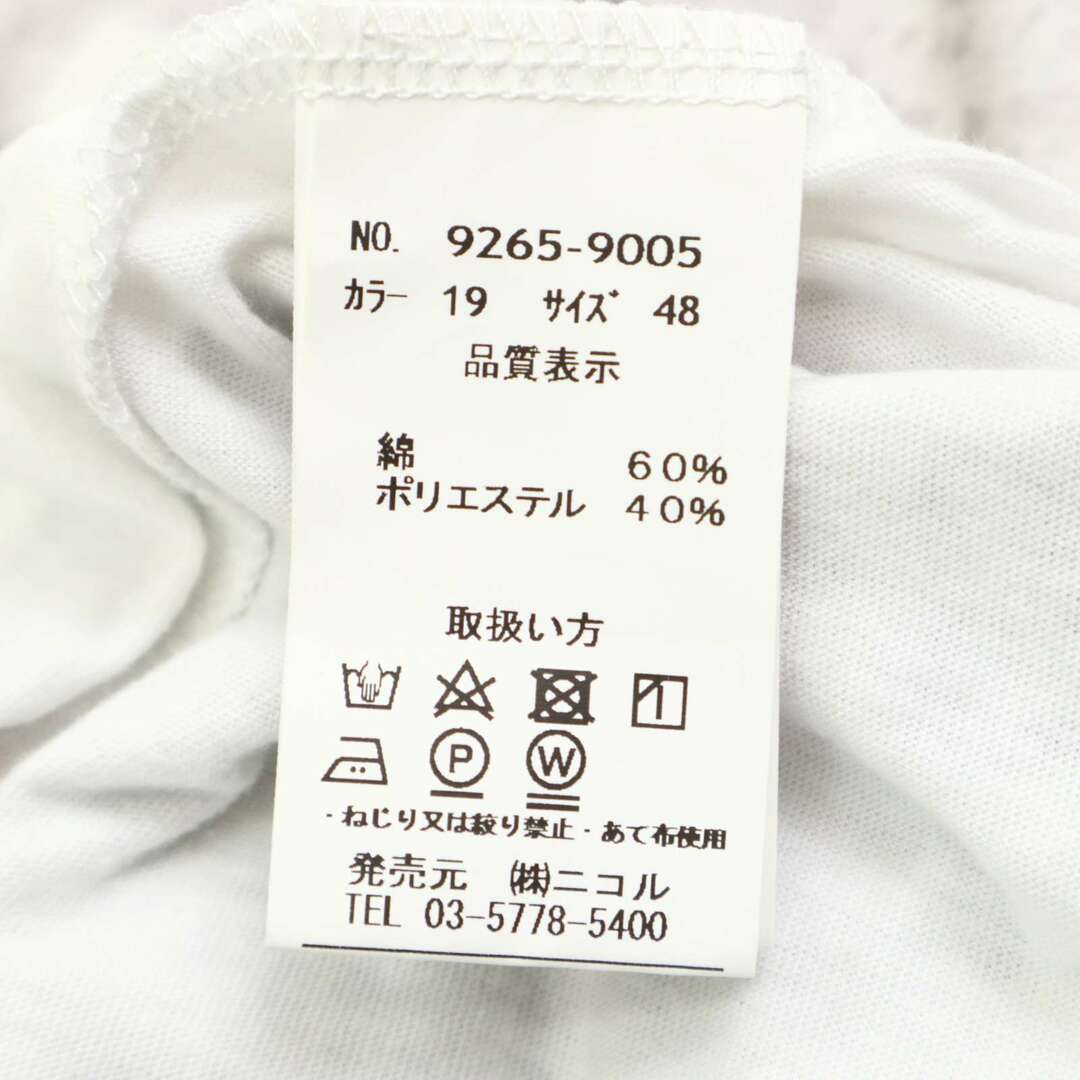 NO. 9265-9005
カラー 19 サイズ 48
品質表示
綿 60%
ポリエステル 40%
取扱い方
P W
・ねじり又は絞り禁止・あて布使用
発売元 ㈱ニコル
TEL 03-5778-5400